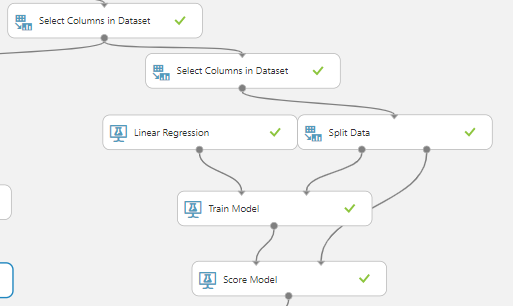 Select Columns in Dataset
Select Columns in Dataset
Linear Regression
Split Data
Train Model
Score Model